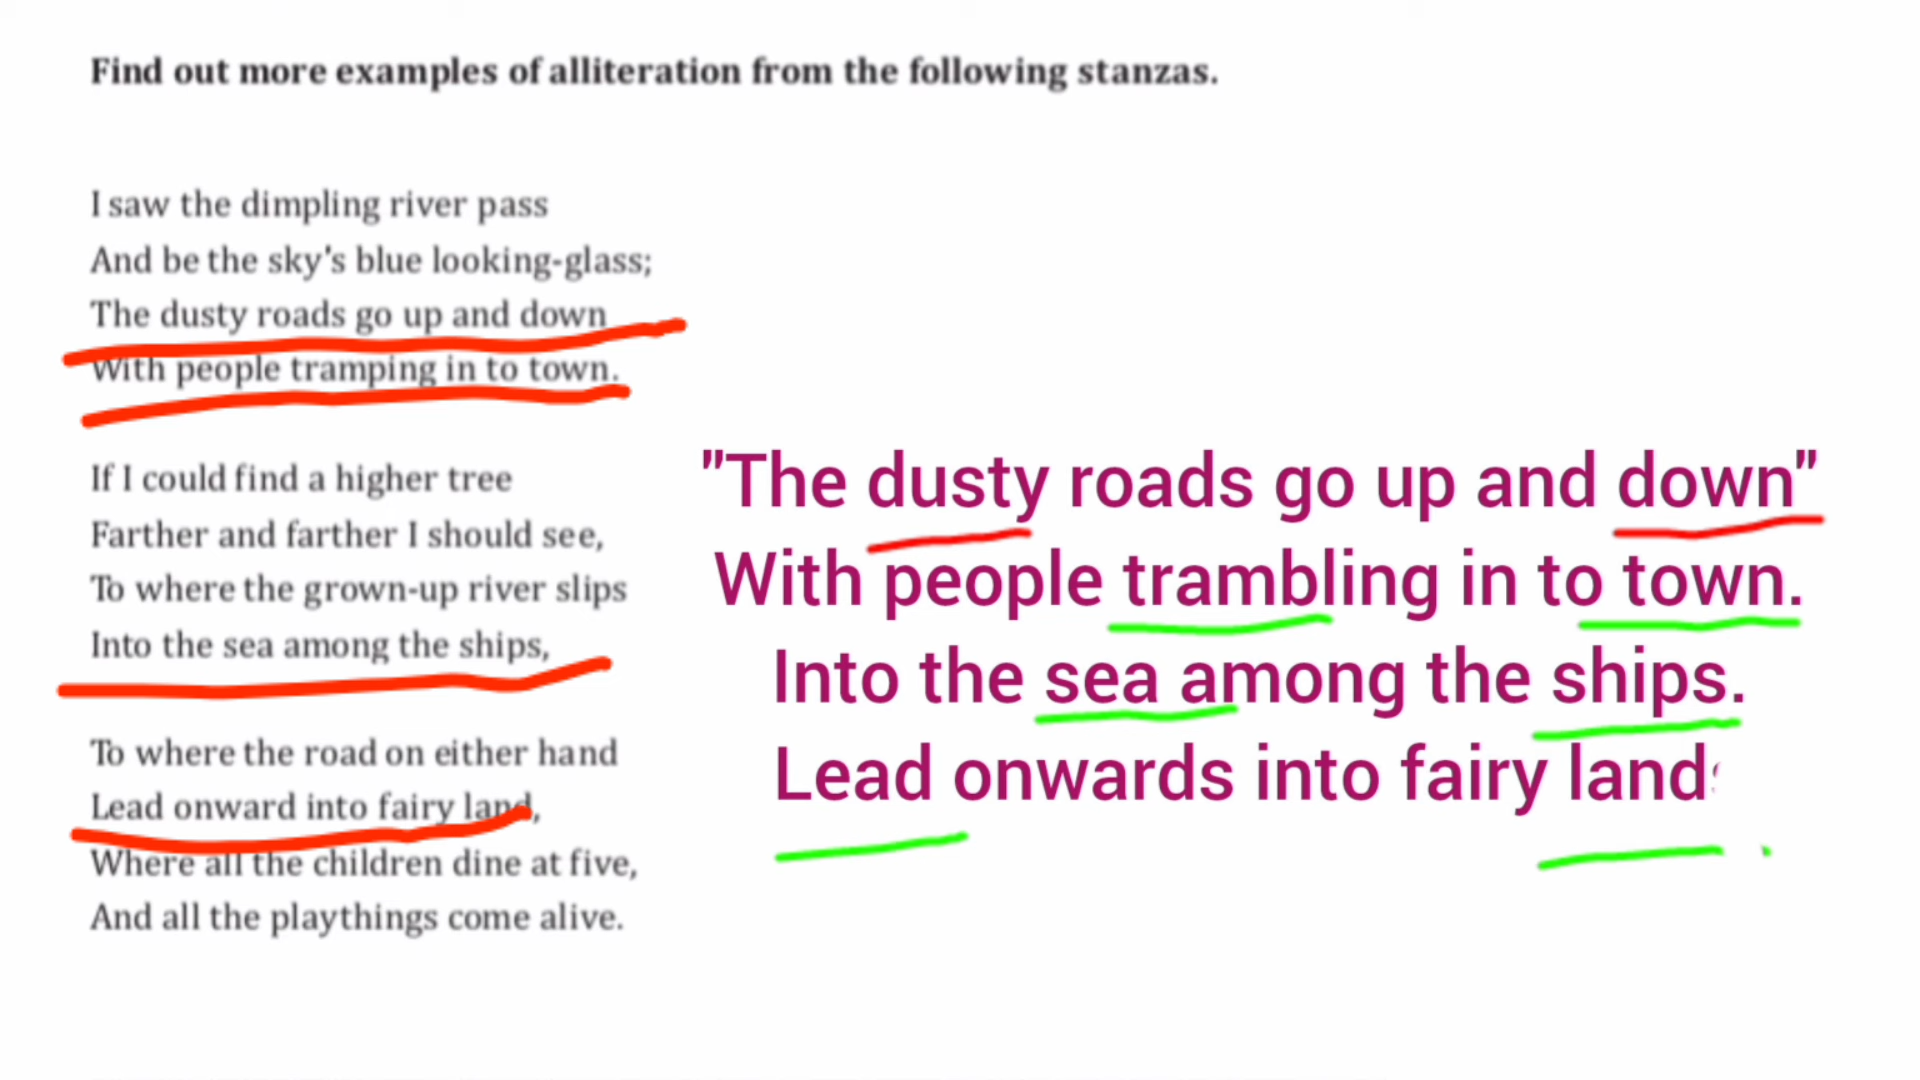 Find out more examples of alliteration from the following stanzas.
I saw the dimpling river pass
And be the sky's blue looking-glass;
The dusty roads go up and down
With people tramping in to town.
If I could find a higher tree
Farther and farther I should see,
To where the grown-up river slips
Into the sea among the ships,
To where the road on either hand
Lead onward into fairy land,
Where all the children dine at five,
And all the playthings come alive.
"The dusty roads go up and down"
With people trambling in to town.
Into the sea among the ships.
Lead onwards into fairy land